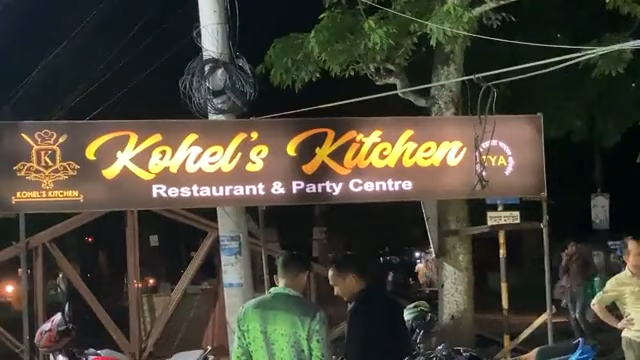 K
KOHEL'S KITCHEN
Kohel's Kitchen
Restaurant & Party Centre